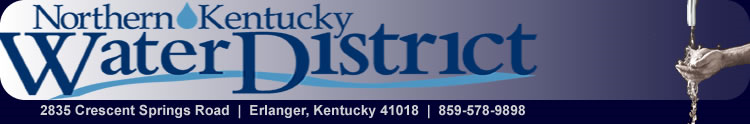 Northern Kentucky
Water District
2835 Crescent Springs Road | Erlanger, Kentucky 41018 | 859-578-9898